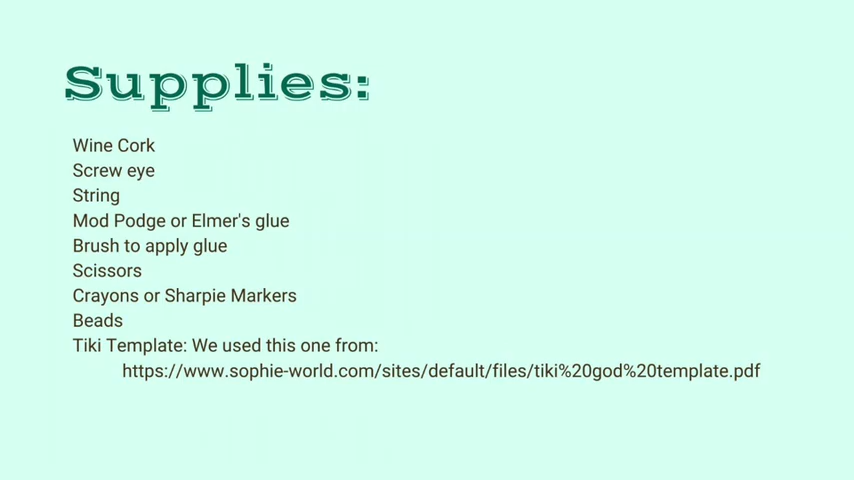 Supplies:
Wine Cork
Screw eye
String
Mod Podge or Elmer's glue
Brush to apply glue
Scissors
Crayons or Sharpie Markers
Beads
Tiki Template: We used this one from:
https://www.sophie-world.com/sites/default/files/tiki%20god%20template.pdf